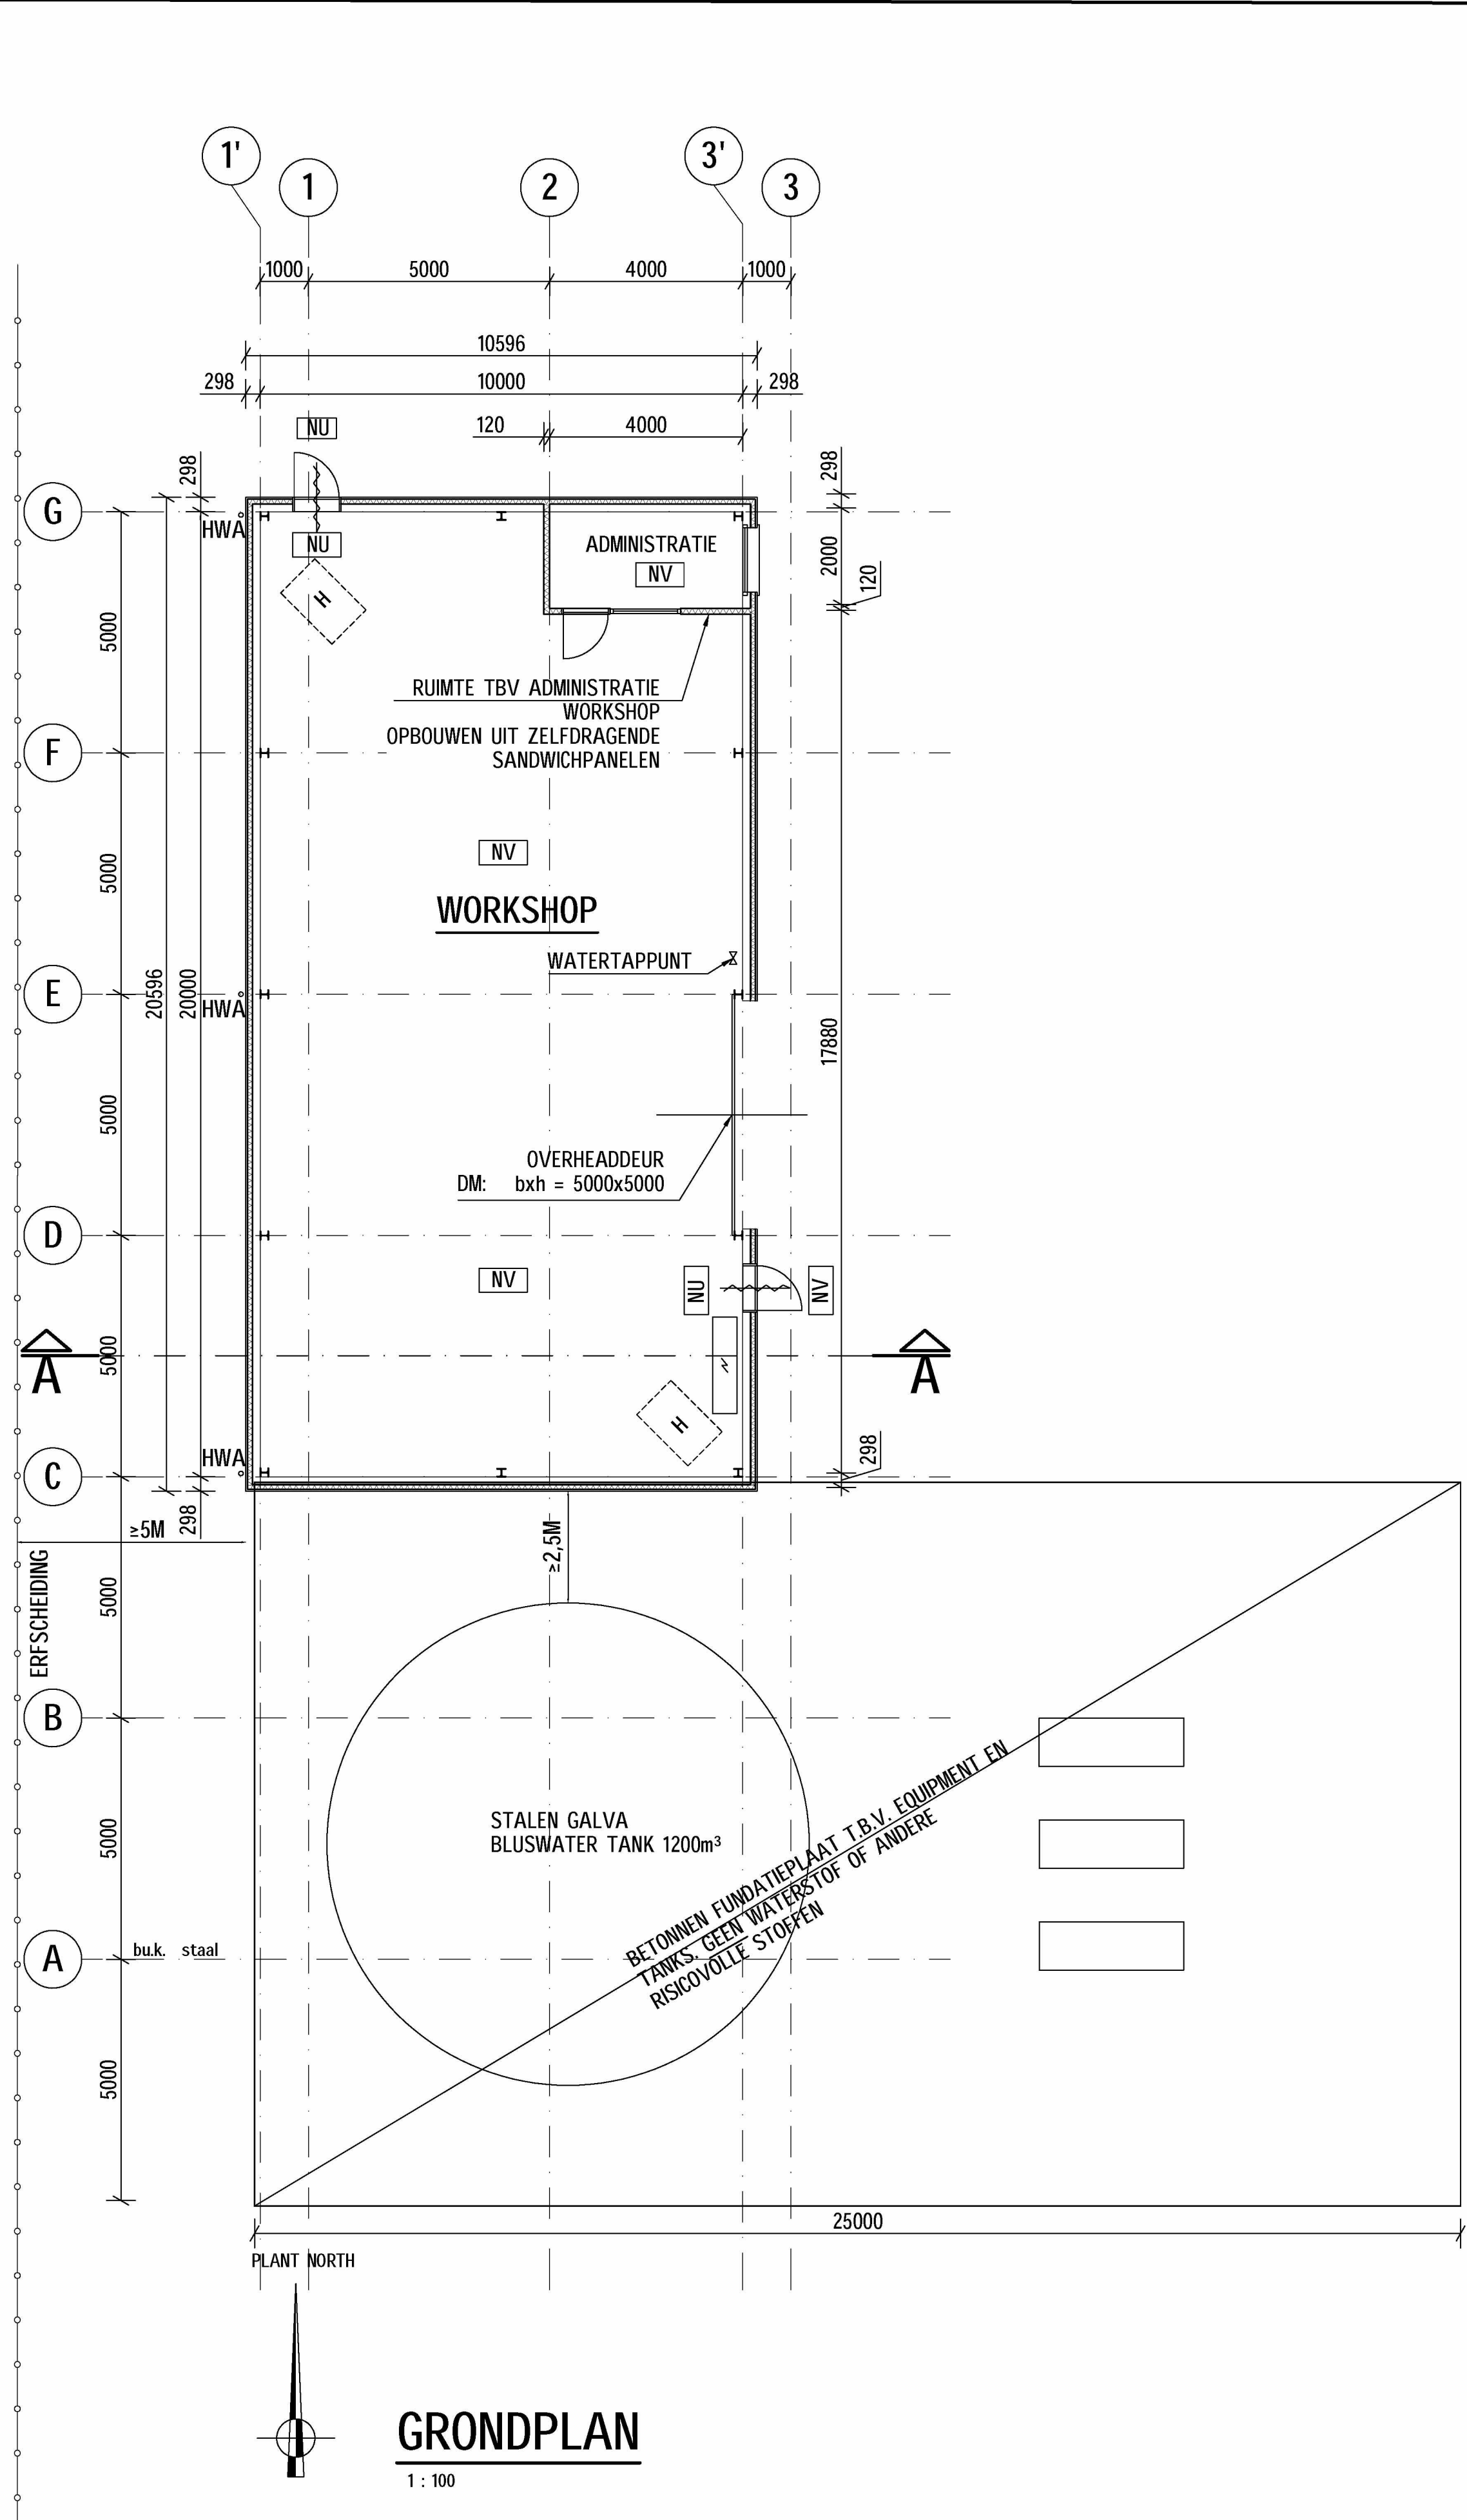 1' 1 2 3' 3
1000 5000 4000 1000
10596
298 10000 298
120 4000
NU
298
298
G
HWA
NU
ADMINISTRATIE
NV
2000
120
H
5000
RUIMTE TBV ADMINISTRATIE
WORKSHOP
OPBOUWEN UIT ZELFDRAGENDE
SANDWICHPANELEN
F
5000
NV
WORKSHOP
WATERTAPPUNT
E
20596
20000
HWA
17880
5000
OVERHEADDEUR
DM: bxh = 5000x5000
D
NV
NU
NV
5000
A
A
H
HWA
C
298
298
≥5M
≥2,5M
ERFSCHEIDING
5000
B
STALEN GALVA
BLUSWATER TANK 1200m³
5000
BETONNEN FUNDATIEPLAAT T.B.V. EQUIPMENT EN
TANKS. GEEN WATERSTOF OF ANDERE
RISICOVOLLE STOFFEN
A
bu.k. staal
5000
25000
PLANT NORTH
GRONDPLAN
1 : 100